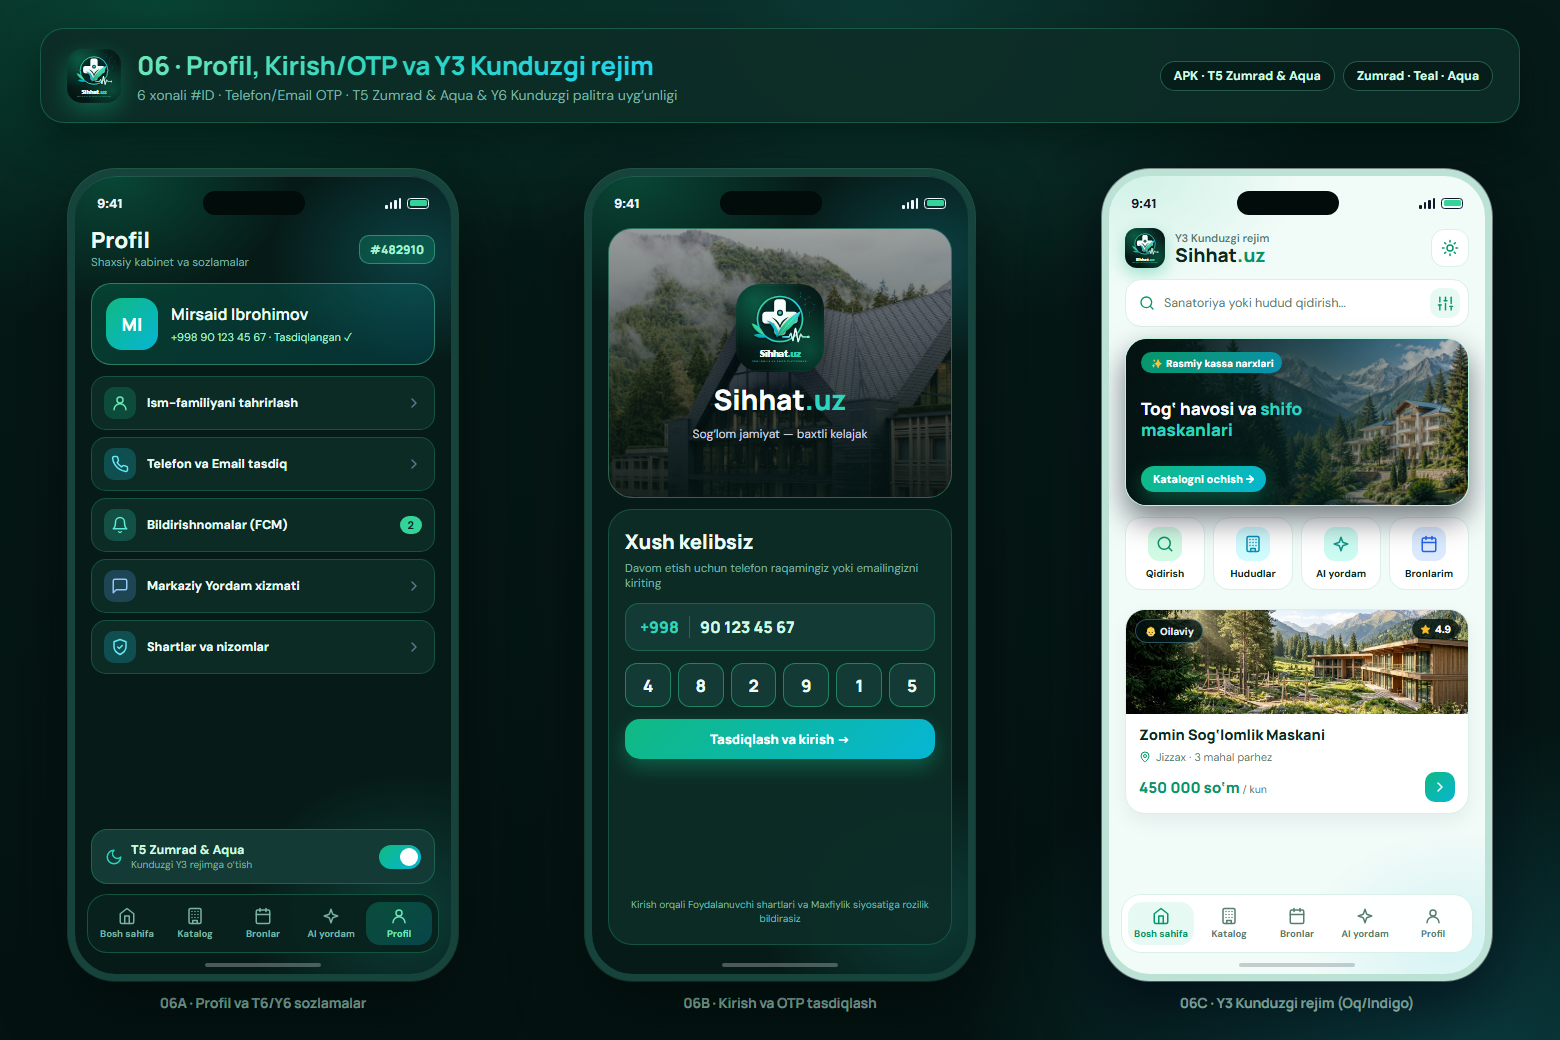 06 · Profil, Kirish/OTP va Y3 Kunduzgi rejim
6 xonali #ID · Telefon/Email OTP · T5 Zumrad & Aqua & Y6 Kunduzgi palitra uyg‘unligi
APK · T5 Zumrad & Aqua
Zumrad · Teal · Aqua
Sihhat.uz
9:41
Profil
Shaxsiy kabinet va sozlamalar
#482910
MI
Mirsaid Ibrohimov
+998 90 123 45 67 · Tasdiqlangan ✓
Ism-familiyani tahrirlash
Telefon va Email tasdiq
Bildirishnomalar (FCM)
2
Markaziy Yordam xizmati
Shartlar va nizomlar
T5 Zumrad & Aqua
Kunduzgi Y3 rejimga o‘tish
Bosh sahifa
Katalog
Bronlar
AI yordam
Profil
06A · Profil va T6/Y6 sozlamalar
9:41
Sihhat.uz
Sihhat.uz
Sog‘lom jamiyat — baxtli kelajak
Xush kelibsiz
Davom etish uchun telefon raqamingiz yoki emailingizni
kiriting
+998 90 123 45 67
4 8 2 9 1 5
Tasdiqlash va kirish →
Kirish orqali Foydalanuvchi shartlari va Maxfiylik siyosatiga rozilik
bildirasiz
06B · Kirish va OTP tasdiqlash
9:41
Sihhat.uz
Y3 Kunduzgi rejim
Sihhat.uz
Sanatoriya yoki hudud qidirish...
✨ Rasmiy kassa narxlari
Tog‘ havosi va shifo
maskanlari
Katalogni ochish →
Qidirish
Hududlar
AI yordam
Bronlarim
Oilaviy
4.9
Zomin Sog‘lomlik Maskani
Jizzax · 3 mahal parhez
450 000 so‘m / kun
Bosh sahifa
Katalog
Bronlar
AI yordam
Profil
06C · Y3 Kunduzgi rejim (Oq/Indigo)